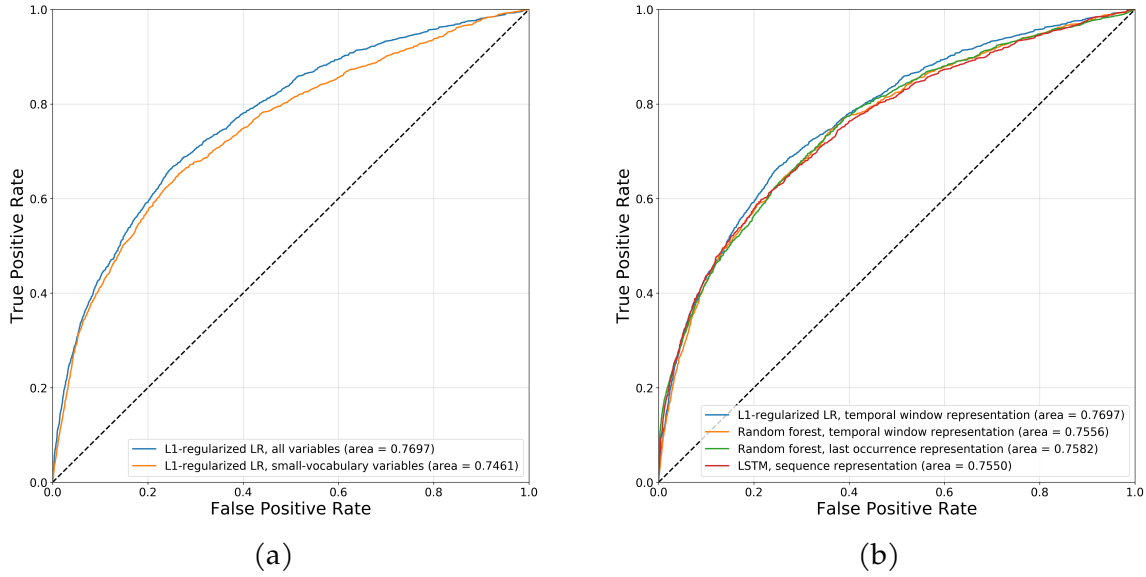 1.0
0.8
0.6
0.4
0.2
0.0
True Positive Rate
L1-regularized LR, all variables (area = 0.7697)
L1-regularized LR, small-vocabulary variables (area = 0.7461)
0.0 0.2 0.4 0.6 0.8 1.0
False Positive Rate
(a)
1.0
0.8
0.6
0.4
0.2
0.0
True Positive Rate
L1-regularized LR, temporal window representation (area = 0.7697)
Random forest, temporal window representation (area = 0.7556)
Random forest, last occurrence representation (area = 0.7582)
LSTM, sequence representation (area = 0.7550)
0.0 0.2 0.4 0.6 0.8 1.0
False Positive Rate
(b)